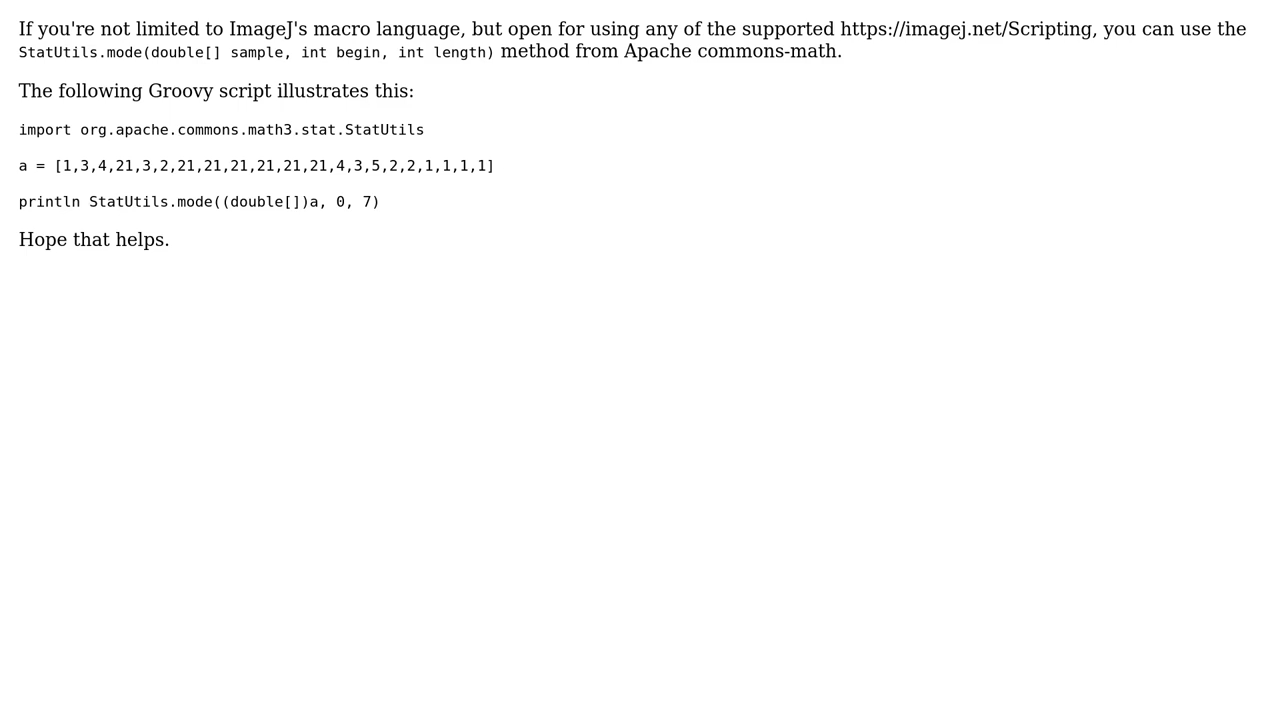 If you're not limited to ImageJ's macro language, but open for using any of the supported https://imagej.net/Scripting, you can use the
StatUtils.mode(double[] sample, int begin, int length) method from Apache commons-math.
The following Groovy script illustrates this:
import org.apache.commons.math3.stat.StatUtils
a = [1,3,4,21,3,2,21,21,21,21,21,21,4,3,5,2,2,1,1,1,1]
println StatUtils.mode((double[])a, 0, 7)
Hope that helps.